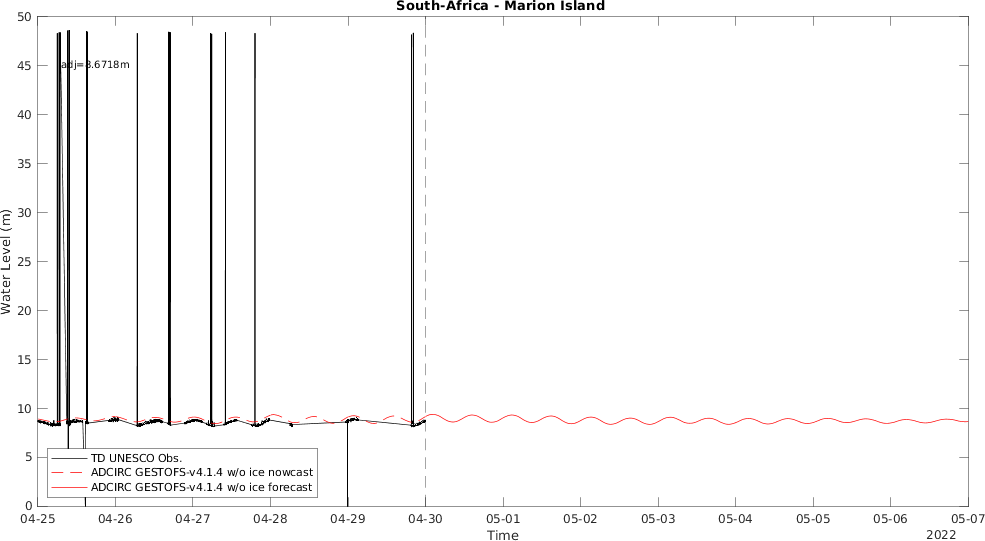 South-Africa - Marion Island
50
45
40
35
30
25
20
15
10
5
0
Water Level (m)
adj=8.6718m
TD UNESCO Obs.
ADCIRC GESTOFS-v4.1.4 w/o ice nowcast
ADCIRC GESTOFS-v4.1.4 w/o ice forecast
04-25 04-26 04-27 04-28 04-29 04-30 05-01 05-02 05-03 05-04 05-05 05-06 05-07
Time
2022